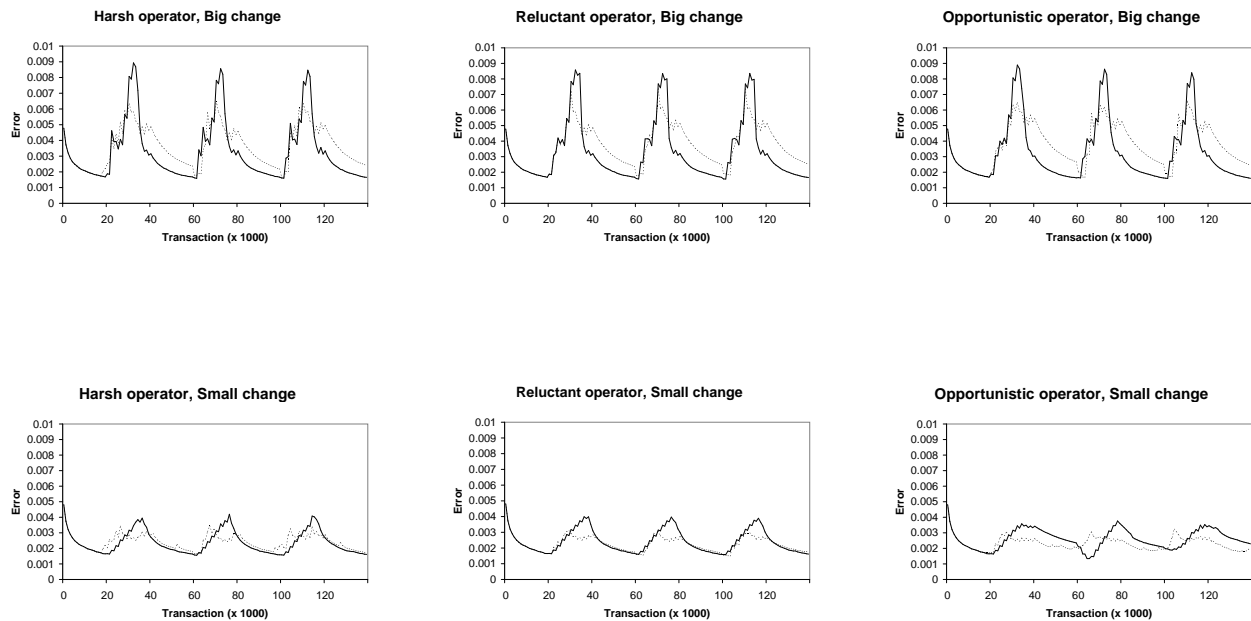 Harsh operator, Big change
0.01
0.009
0.008
0.007
0.006
0.005
0.004
0.003
0.002
0.001
0
Error
0 20 40 60 80 100 120
Transaction (x 1000)
Reluctant operator, Big change
0.01
0.009
0.008
0.007
0.006
0.005
0.004
0.003
0.002
0.001
0
Error
0 20 40 60 80 100 120
Transaction (x 1000)
Opportunistic operator, Big change
0.01
0.009
0.008
0.007
0.006
0.005
0.004
0.003
0.002
0.001
0
Error
0 20 40 60 80 100 120
Transaction (x 1000)
Harsh operator, Small change
0.01
0.009
0.008
0.007
0.006
0.005
0.004
0.003
0.002
0.001
0
Error
0 20 40 60 80 100 120
Transaction (x 1000)
Reluctant operator, Small change
0.01
0.009
0.008
0.007
0.006
0.005
0.004
0.003
0.002
0.001
0
Error
0 20 40 60 80 100 120
Transaction (x 1000)
Opportunistic operator, Small change
0.01
0.009
0.008
0.007
0.006
0.005
0.004
0.003
0.002
0.001
0
Error
0 20 40 60 80 100 120
Transaction (x 1000)